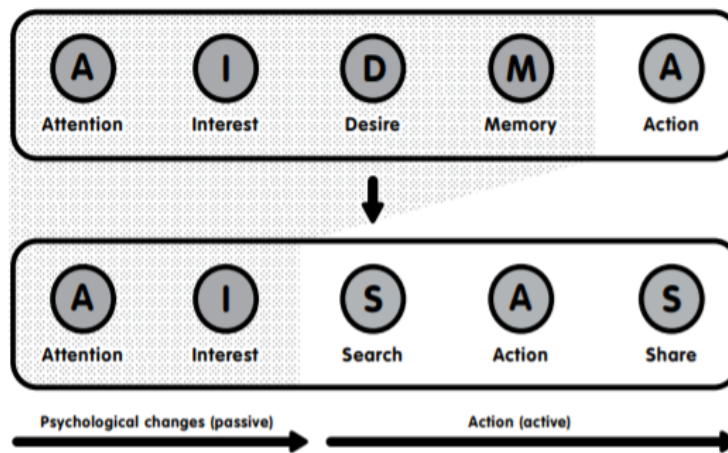 A I D M A
Attention Interest Desire Memory Action
A I S A S
Attention Interest Search Action Share
Psychological changes (passive) Action (active)